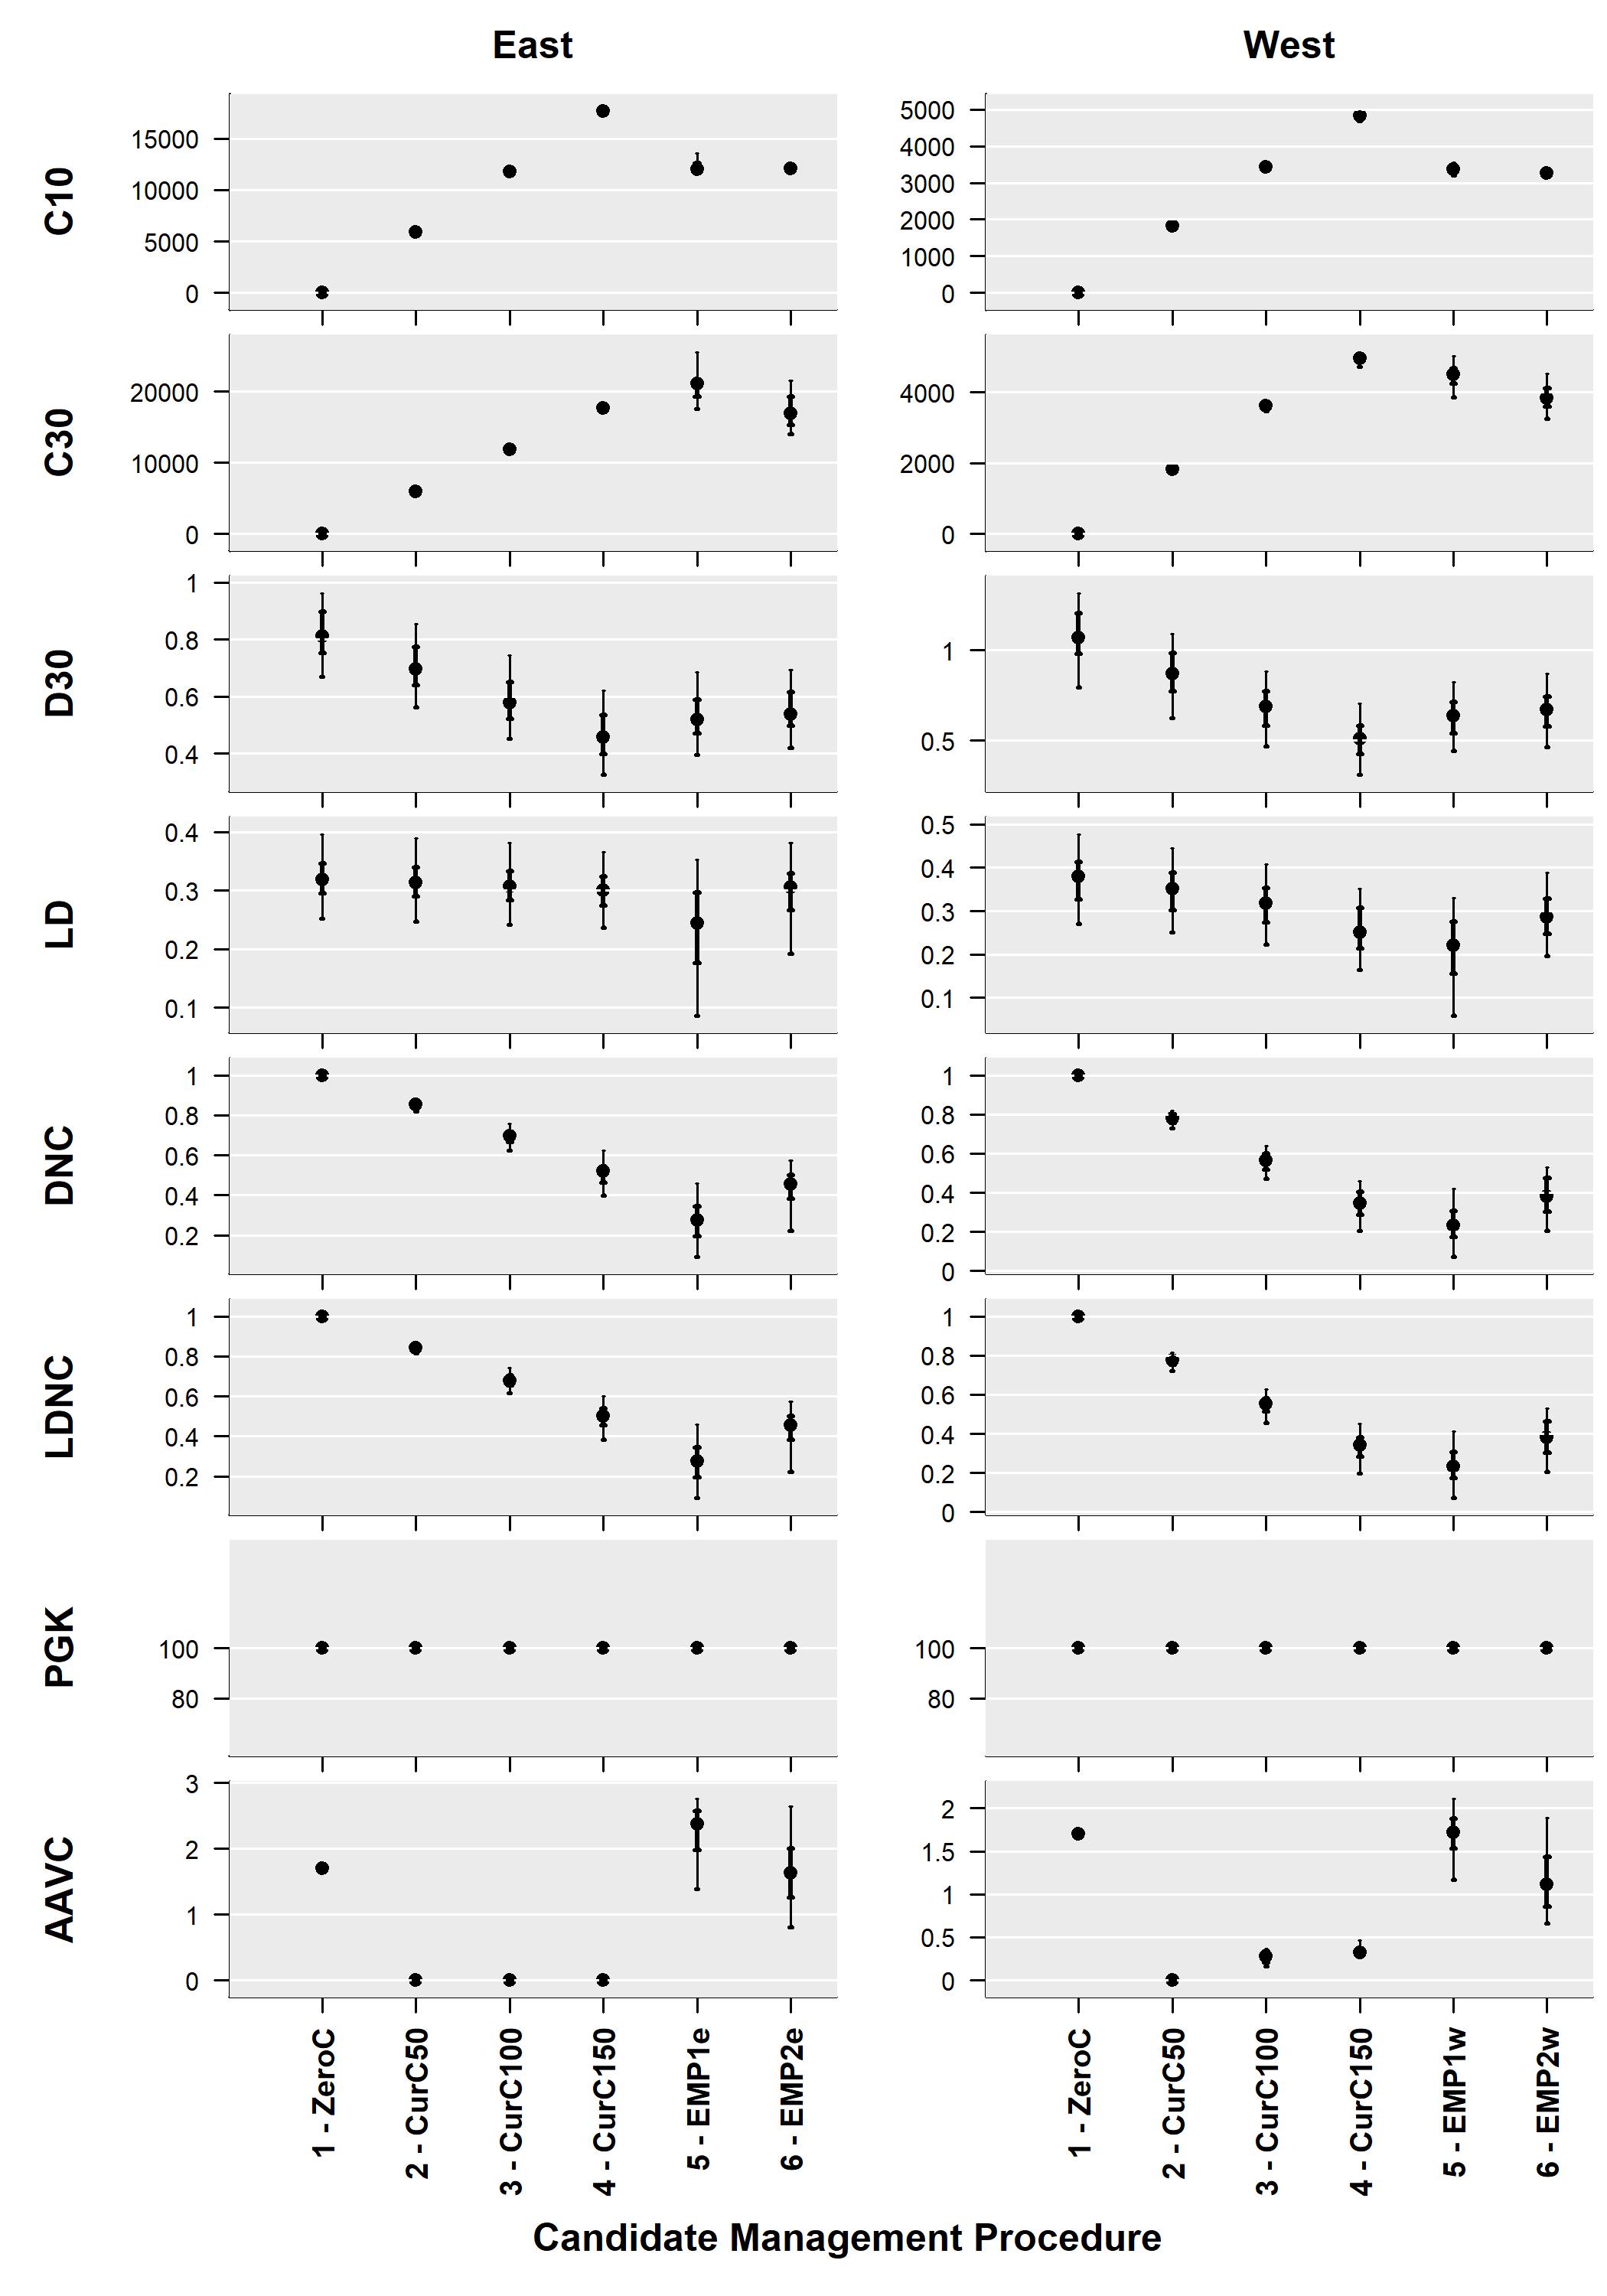 East
West
C10
15000
10000
5000
0
5000
4000
3000
2000
1000
0
C30
20000
10000
0
4000
2000
0
D30
1
0.8
0.6
0.4
1
0.5
LD
0.4
0.3
0.2
0.1
0.5
0.4
0.3
0.2
0.1
DNC
1
0.8
0.6
0.4
0.2
1
0.8
0.6
0.4
0.2
0
LDNC
1
0.8
0.6
0.4
0.2
1
0.8
0.6
0.4
0.2
0
PGK
100
80
100
80
AAVC
3
2
1
0
2
1.5
1
0.5
0
1 - ZeroC
2 - CurC50
3 - CurC100
4 - CurC150
5 - EMP1e
6 - EMP2e
1 - ZeroC
2 - CurC50
3 - CurC100
4 - CurC150
5 - EMP1w
6 - EMP2w
Candidate Management Procedure